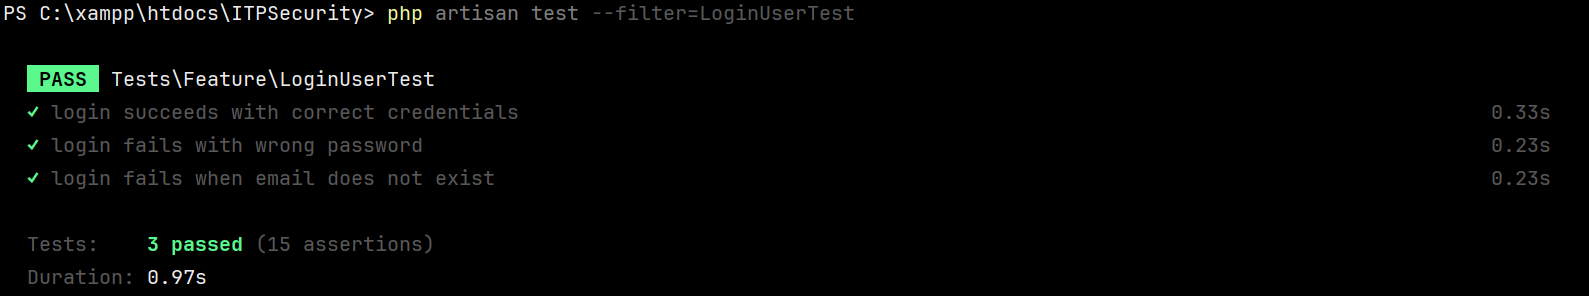 PS C:\xampp\htdocs\ITPSecurity> php artisan test --filter=LoginUserTest
PASS Tests\Feature\LoginUserTest
✓ login succeeds with correct credentials 0.33s
✓ login fails with wrong password 0.23s
✓ login fails when email does not exist 0.23s
Tests: 3 passed (15 assertions)
Duration: 0.97s